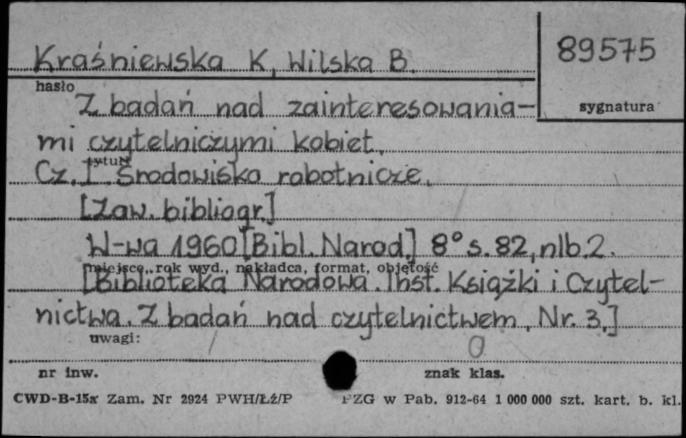 Kraśniewska K, Wilska B.
89575
hasło
sygnatura
Z badań nad zainteresowania-
mi czytelniczymi kobiet.
tytuł
Cz. I. Środowisko robotnicze.
[Zaw. bibliogr.]
W-wa 1960 [Bibl. Narod.] 8° s. 82, nlb. 2.
miejsce, rok wyd., nakładca, format, objętość
[Biblioteka Narodowa. Inst. Książki i Czytel-
nictwa. Z badań nad czytelnictwem. Nr. 3.]
uwagi:
nr inw.
znak klas.
CWD-B-15x Zam. Nr 2924 PWH/Łź/P PZG w Pab. 912-64 1 000 000 szt. kart. b. kl.